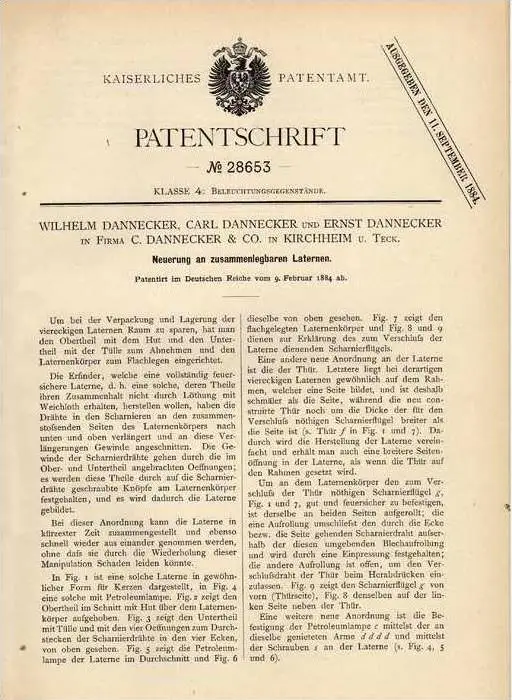 KAISERLICHES PATENTAMT.
AUSGEGEBEN DEN 11. SEPTEMBER 1884.
PATENTSCHRIFT
— № 28653 —
KLASSE 4: BELEUCHTUNGSGEGENSTÄNDE.
WILHELM DANNECKER, CARL DANNECKER UND ERNST DANNECKER
IN FIRMA C. DANNECKER & CO. IN KIRCHHEIM U. TECK.
Neuerung an zusammenlegbaren Laternen.
Patentirt im Deutschen Reiche vom 9. Februar 1884 ab.
Um bei der Verpackung und Lagerung der
viereckigen Laternen Raum zu sparen, hat man
den Obertheil mit dem Hut und den Unter-
theil mit der Tülle zum Abnehmen und den
Laternenkörper zum Flachlegen eingerichtet.
Die Erfinder, welche eine vollständig feuer-
sichere Laterne, d. h. eine solche, deren Theile
ihren Zusammenhalt nicht durch Löthung mit
Weichloth erhalten, herstellen wollen, haben die
Drähte in den Scharnieren an den zusammen-
stoßenden Seiten des Laternenkörpers nach
unten und oben verlängert und an diese Ver-
längerungen Gewinde angeschnitten. Die Ge-
winde der Scharnierdrähte gehen durch die im
Ober- und Untertheil angebrachten Oeffnungen;
es werden diese Theile durch auf die Scharnier-
drähte geschraubte Knöpfe am Laternenkörper
festgehalten, und es wird dadurch die Laterne
gebildet.
Bei dieser Anordnung kann die Laterne in
kürzester Zeit zusammengestellt und ebenso
schnell wieder aus einander genommen werden,
ohne daß sie durch die Wiederholung dieser
Manipulation Schaden leiden könnte.
In Fig. 1 ist eine solche Laterne in gewöhn-
licher Form für Kerzen dargestellt, in Fig. 4
eine solche mit Petroleumlampe. Fig. 2 zeigt den
Obertheil im Schnitt mit Hut über dem Laternen-
körper aufgehoben. Fig. 3 zeigt den Untertheil
mit Tülle und mit den vier Oeffnungen zum Durch-
stecken der Scharnierdrähte in den vier Ecken,
von oben gesehen. Fig. 5 zeigt die Petroleum-
lampe der Laterne im Durchschnitt und Fig. 6
dieselbe von oben gesehen. Fig. 7 zeigt den
flachgelegten Laternenkörper und Fig. 8 und 9
dienen zur Erklärung des zum Verschluß der
Laterne dienenden Scharnierflügels.
Eine andere neue Anordnung an der Laterne
ist die der Thür. Letztere liegt bei derartigen
viereckigen Laternen gewöhnlich auf dem Rah-
men, welcher eine Seite bildet, und ist deshalb
schmäler als die Seite, während die neu con-
struirte Thür noch um die Dicke der für den
Verschluß nöthigen Scharnierflügel breiter als
die Seite ist (s. Thür f in Fig. 1 und 7). Da-
durch wird die Herstellung der Laterne verein-
facht und erhält man auch eine breitere Seiten-
öffnung in der Laterne, als wenn die Thür auf
den Rahmen gesetzt wird.
Um an dem Laternenkörper den zum Ver-
schluß der Thür nöthigen Scharnierflügel g,
Fig. 1 und 7, gut und feuersicher zu befestigen,
ist derselbe an beiden Seiten aufgerollt; die
eine Aufrollung umschließt den durch die Ecke
bezw. die Seite gehenden Scharnierdraht außer-
halb der diesen umgebenden Blechaufrollung
und wird durch eine Einpressung festgehalten;
die andere Aufrollung ist offen, um den Ver-
schlußdraht der Thür beim Herabdrücken ein-
zulassen. Fig. 9 zeigt den Scharnierflügel g von
vorn (Thürseite), Fig. 8 denselben auf der lin-
ken Seite neben der Thür.
Eine weitere neue Anordnung ist die Be-
festigung der Petroleumlampe c mittelst der an
dieselbe genieteten Arme d d d d und mittelst
der Schrauben s an der Laterne (s. Fig. 4, 5
und 6).